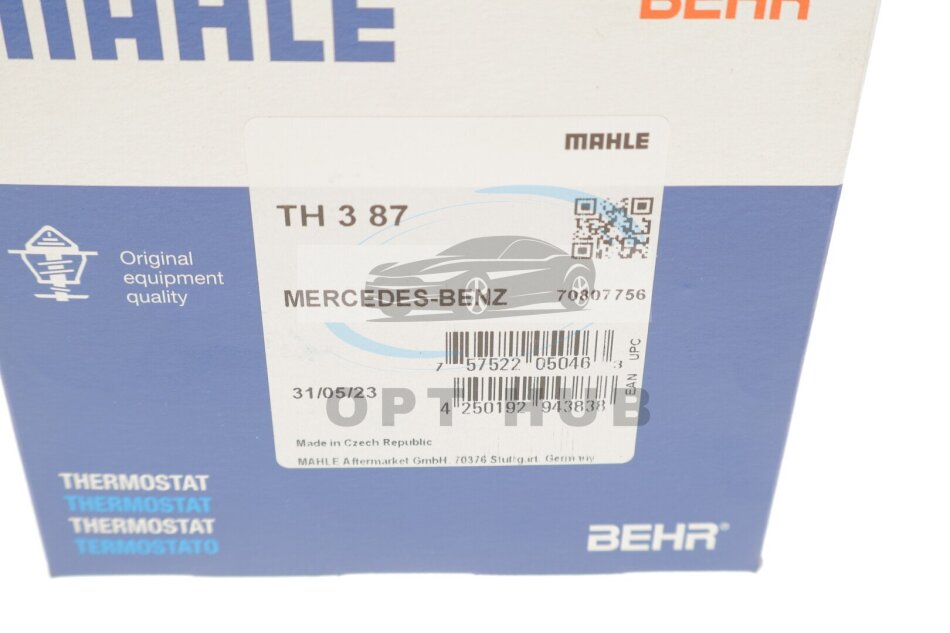 MAHLE
BEHR
MAHLE
TH 3 87
Original
equipment
quality
MERCEDES-BENZ 70807756
7 57522 05046 3
UPC
31/05/23
4 250192 943838
EAN
OPT HUB
Made in Czech Republic
MAHLE Aftermarket GmbH, 70376 Stuttgart, Germany
THERMOSTAT
THERMOSTAT
THERMOSTAT
TERMOSTATO
BEHR®